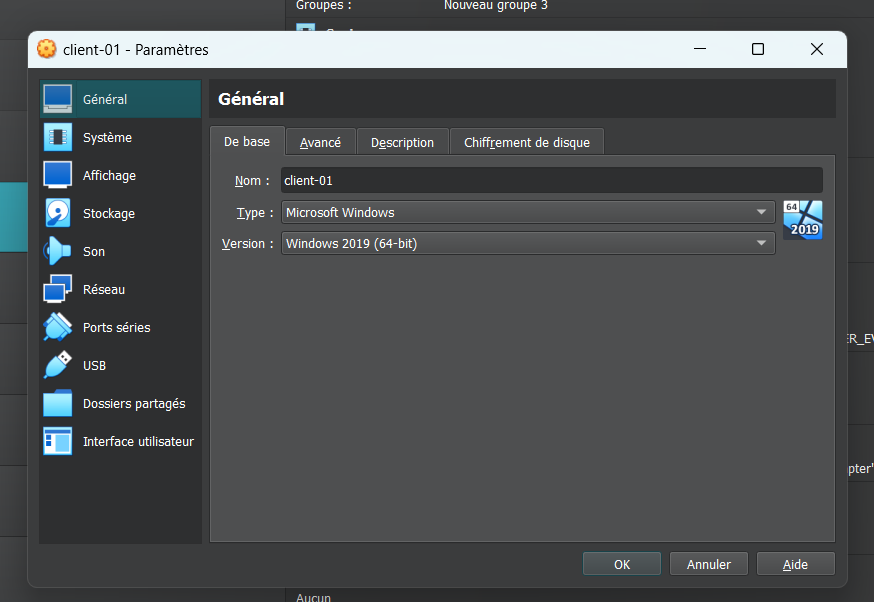 Groupes : Nouveau groupe 3
client-01 - Paramètres
Général
Système
Affichage
Stockage
Son
Réseau
Ports séries
USB
Dossiers partagés
Interface utilisateur
Général
De base Avancé Description Chiffrement de disque
Nom : client-01
Type : Microsoft Windows
64
2019
Version : Windows 2019 (64-bit)
ER_EV
pter'
OK Annuler Aide
Aucun